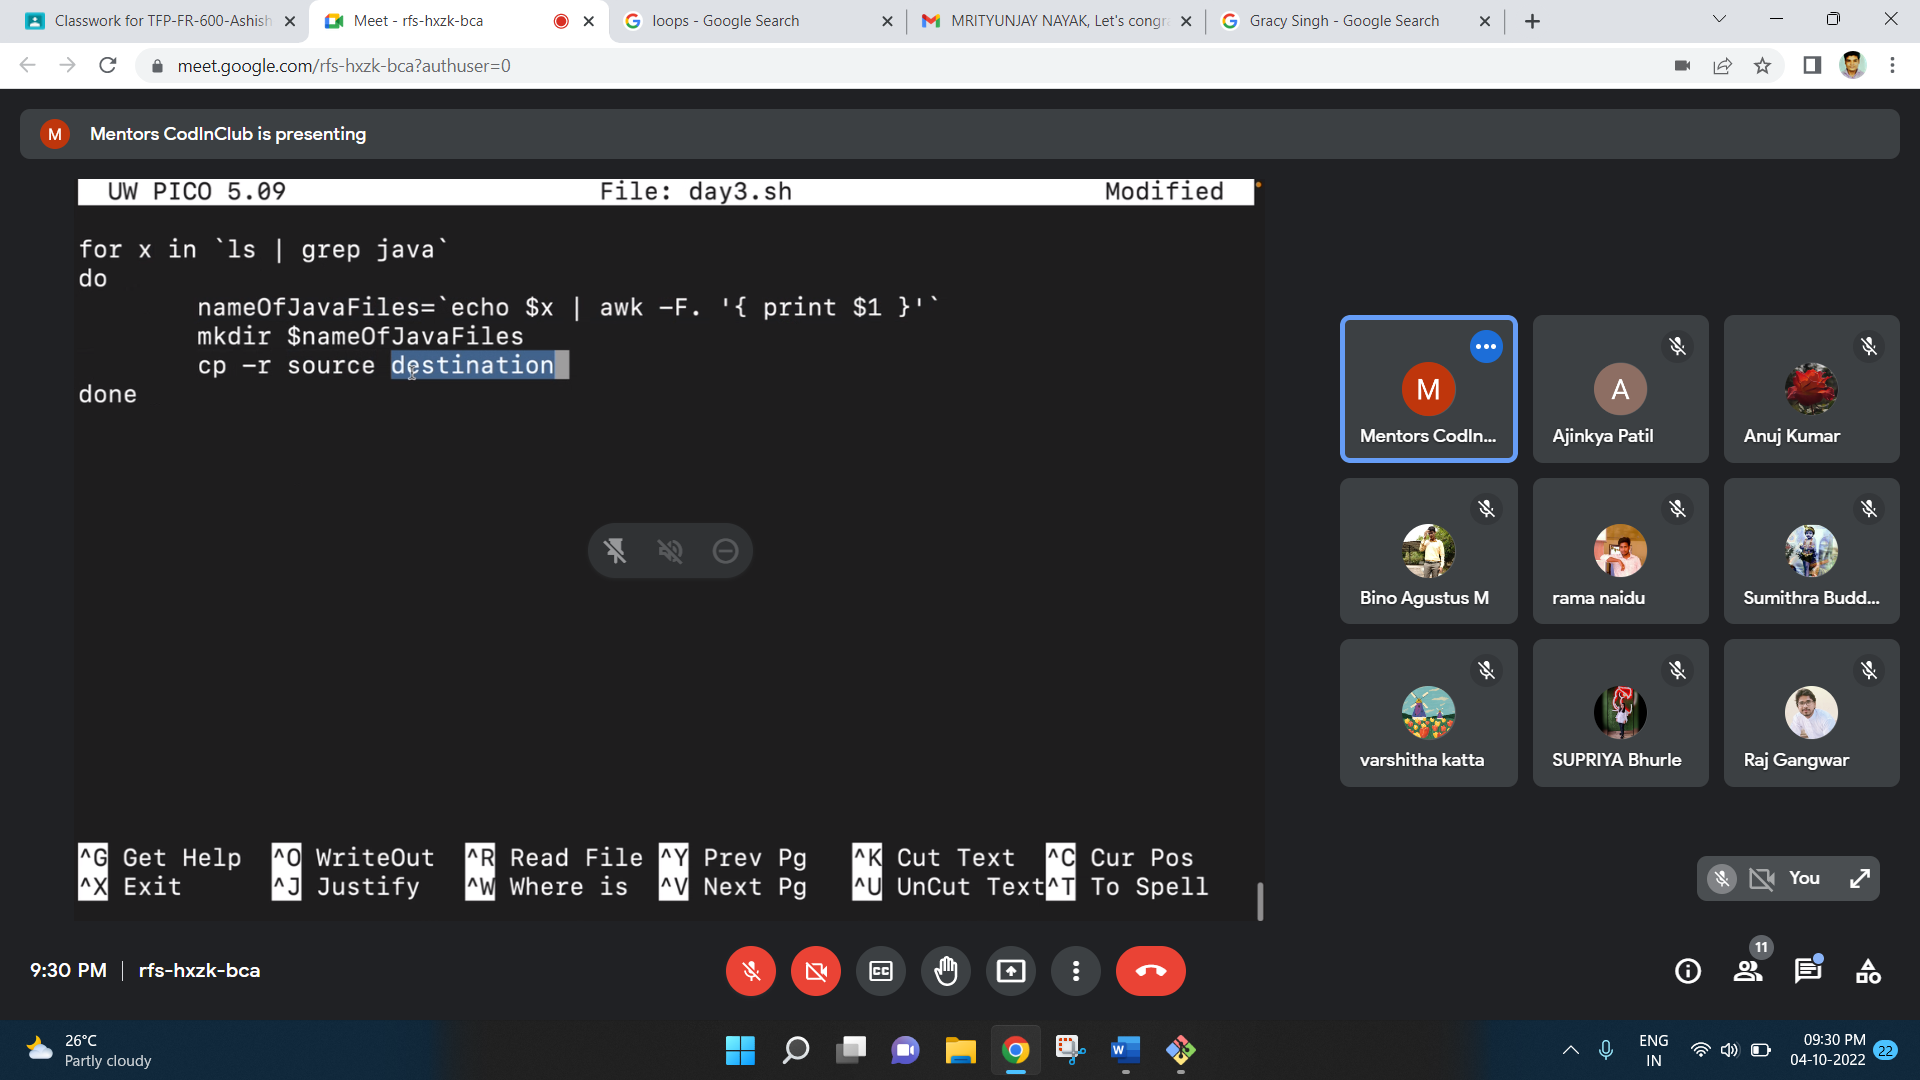 Classwork for TFP-FR-600-Ashish
Meet - rfs-hxzk-bca
loops - Google Search
MRITYUNJAY NAYAK, Let's congr
Gracy Singh - Google Search
meet.google.com/rfs-hxzk-bca?authuser=0
M
Mentors CodInClub is presenting
UW PICO 5.09 File: day3.sh Modified
for x in `ls | grep java`
do
nameOfJavaFiles=`echo $x | awk -F. '{ print $1 }'`
mkdir $nameOfJavaFiles
cp -r source destination
done
^G Get Help ^O WriteOut ^R Read File ^Y Prev Pg ^K Cut Text ^C Cur Pos
^X Exit ^J Justify ^W Where is ^V Next Pg ^U UnCut Text^T To Spell
M
Mentors CodIn...
A
Ajinkya Patil
Anuj Kumar
Bino Agustus M
rama naidu
Sumithra Budd...
varshitha katta
SUPRIYA Bhurle
Raj Gangwar
You
9:30 PM | rfs-hxzk-bca
CC
11
26°C
Partly cloudy
W
ENG
IN
09:30 PM
04-10-2022
22